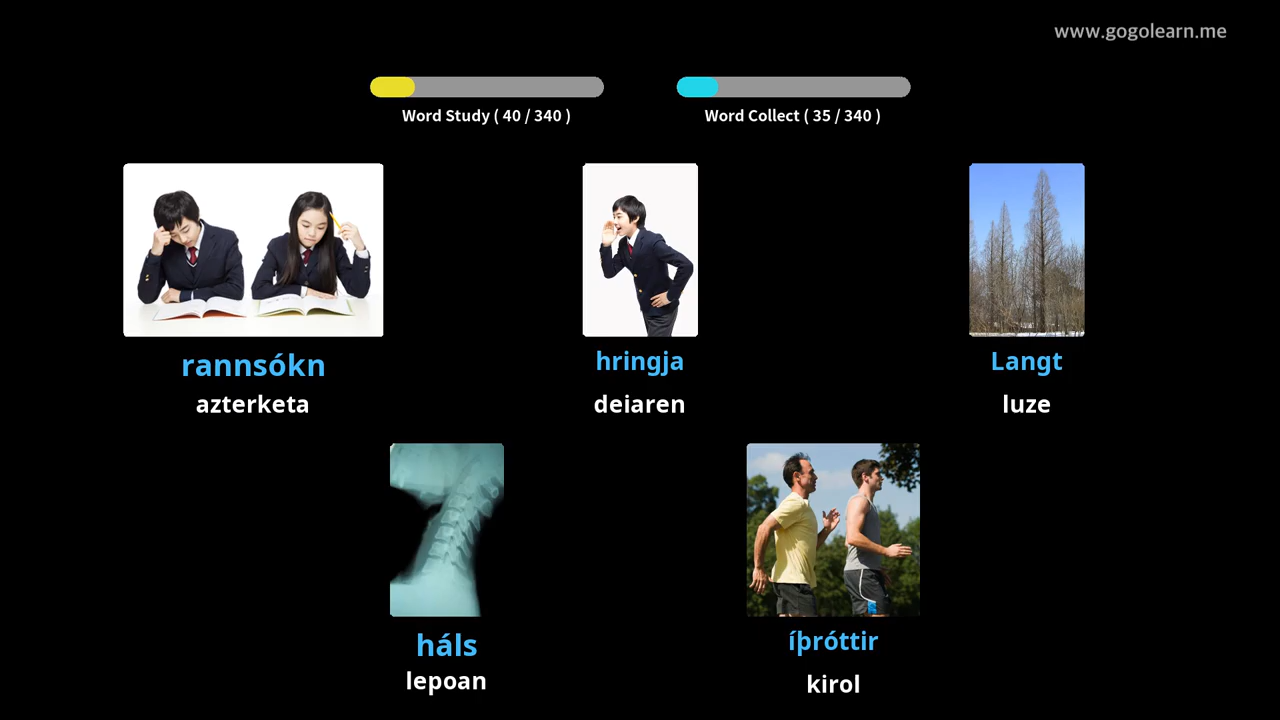 www.gogolearn.me
Word Study ( 40 / 340 )
Word Collect ( 35 / 340 )
rannsókn
azterketa
hringja
deiaren
Langt
luze
háls
lepoan
íþróttir
kirol